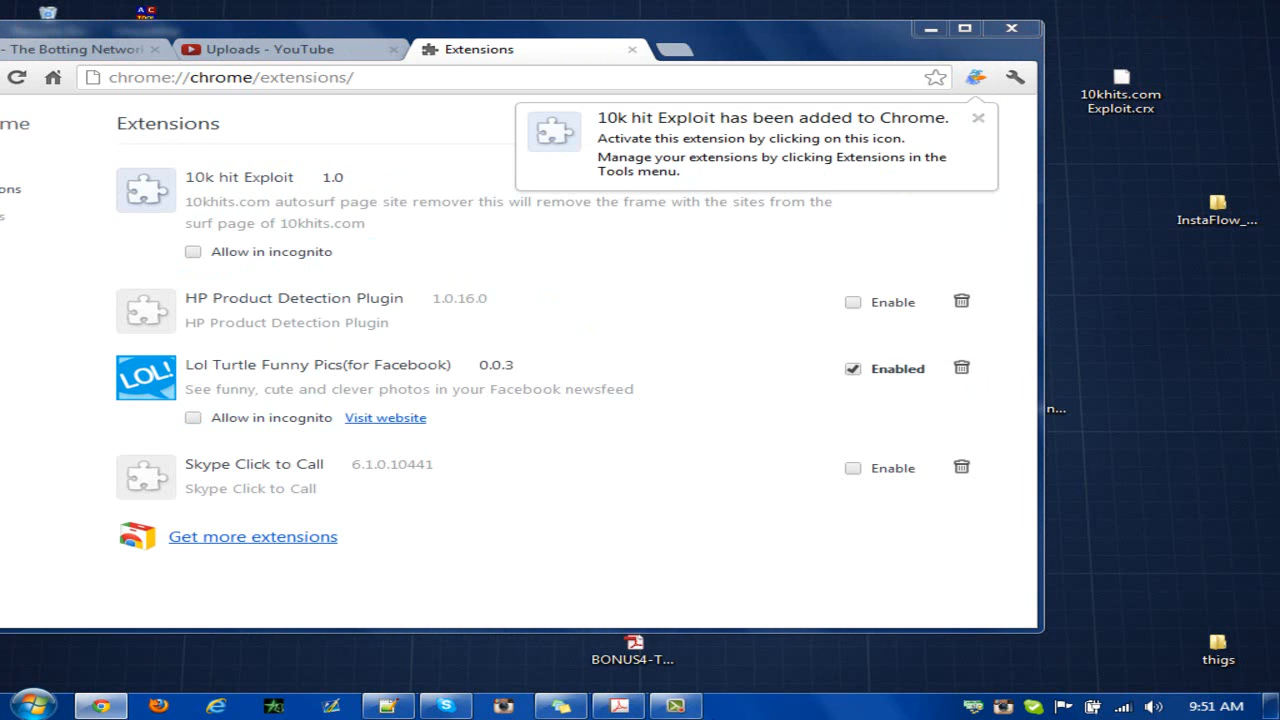 AC
TOOL
- The Botting Networ
Uploads - YouTube
Extensions
chrome://chrome/extensions/
10khits.com
Exploit.crx
me
Extensions
10k hit Exploit has been added to Chrome.
Activate this extension by clicking on this icon.
Manage your extensions by clicking Extensions in the
Tools menu.
10k hit Exploit 1.0
ons
10khits.com autosurf page site remover this will remove the frame with the sites from the
surf page of 10khits.com
s
InstaFlow_...
Allow in incognito
HP Product Detection Plugin 1.0.16.0
Enable
HP Product Detection Plugin
LOL!
Lol Turtle Funny Pics(for Facebook) 0.0.3
Enabled
See funny, cute and clever photos in your Facebook newsfeed
n...
Allow in incognito Visit website
Skype Click to Call 6.1.0.10441
Enable
Skype Click to Call
Get more extensions
BONUS4-T...
thigs
9:51 AM